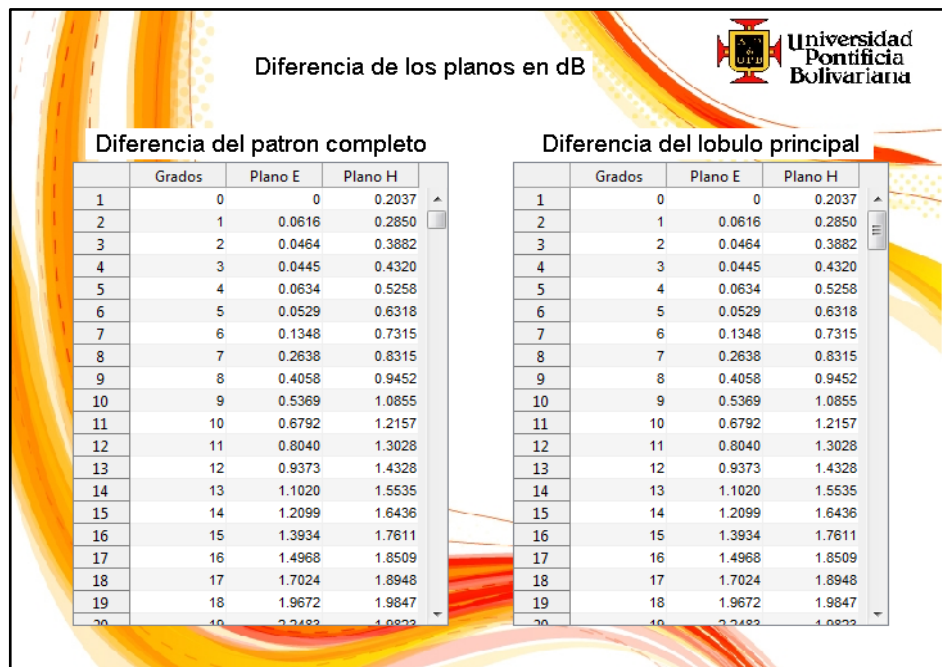 Universidad
Pontificia
Bolivariana
UPB
Diferencia de los planos en dB
Diferencia del patron completo
Grados Plano E Plano H
1 0 0 0.2037
2 1 0.0616 0.2850
3 2 0.0464 0.3882
4 3 0.0445 0.4320
5 4 0.0634 0.5258
6 5 0.0529 0.6318
7 6 0.1348 0.7315
8 7 0.2638 0.8315
9 8 0.4058 0.9452
10 9 0.5369 1.0855
11 10 0.6792 1.2157
12 11 0.8040 1.3028
13 12 0.9373 1.4328
14 13 1.1020 1.5535
15 14 1.2099 1.6436
16 15 1.3934 1.7611
17 16 1.4968 1.8509
18 17 1.7024 1.8948
19 18 1.9672 1.9847
20 19 2.2483 1.9823
Diferencia del lobulo principal
Grados Plano E Plano H
1 0 0 0.2037
2 1 0.0616 0.2850
3 2 0.0464 0.3882
4 3 0.0445 0.4320
5 4 0.0634 0.5258
6 5 0.0529 0.6318
7 6 0.1348 0.7315
8 7 0.2638 0.8315
9 8 0.4058 0.9452
10 9 0.5369 1.0855
11 10 0.6792 1.2157
12 11 0.8040 1.3028
13 12 0.9373 1.4328
14 13 1.1020 1.5535
15 14 1.2099 1.6436
16 15 1.3934 1.7611
17 16 1.4968 1.8509
18 17 1.7024 1.8948
19 18 1.9672 1.9847
20 19 2.2483 1.9823